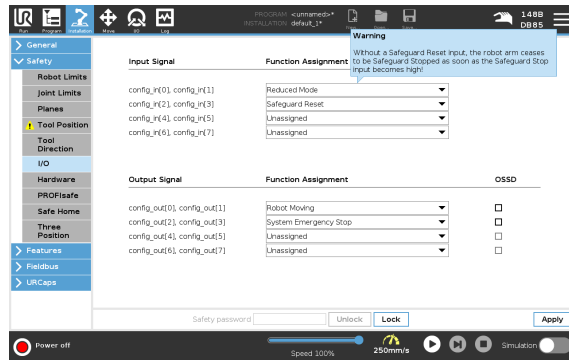 PROGRAM <unnamed>*
INSTALLATION default_1*
148B
DB85
Run Program Installation Move I/O Log
Warning
Without a Safeguard Reset input, the robot arm ceases
to be Safeguard Stopped as soon as the Safeguard Stop
input becomes high!
General
Safety
Robot Limits
Joint Limits
Planes
Tool Position
Tool
Direction
I/O
Hardware
PROFIsafe
Safe Home
Three
Position
Features
Fieldbus
URCaps
Input Signal Function Assignment
config_in[0], config_in[1] Reduced Mode
config_in[2], config_in[3] Safeguard Reset
config_in[4], config_in[5] Unassigned
config_in[6], config_in[7] Unassigned
Output Signal Function Assignment OSSD
config_out[0], config_out[1] Robot Moving
config_out[2], config_out[3] System Emergency Stop
config_out[4], config_out[5] Unassigned
config_out[6], config_out[7] Unassigned
Safety password Unlock Lock Apply
Power off
Speed 100%
250mm/s
Simulation